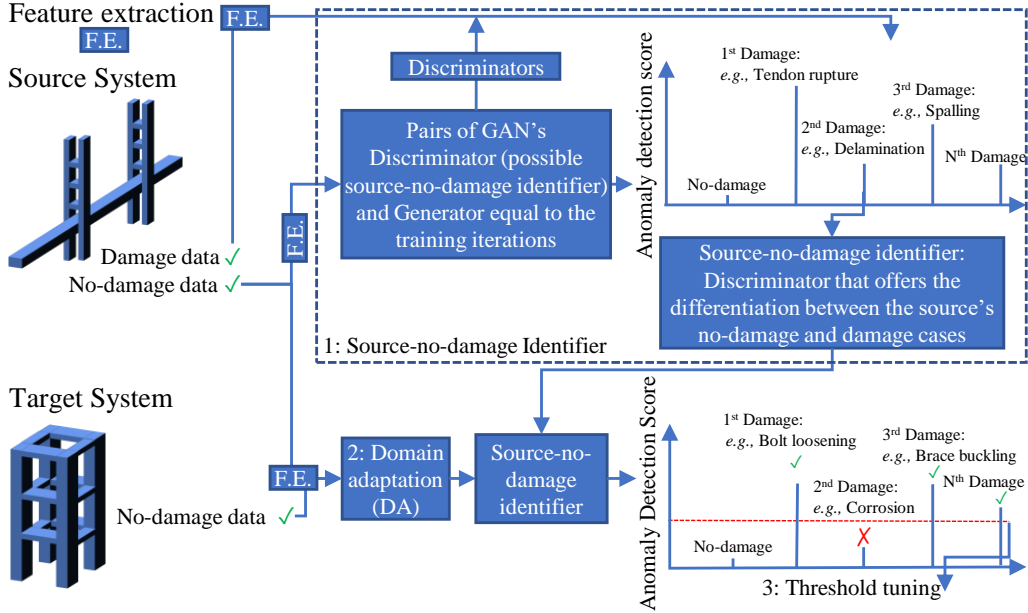 Feature extraction
F.E.
F.E.
Source System
Damage data ✓
No-damage data ✓
F.E.
Discriminators
Pairs of GAN's
Discriminator (possible
source-no-damage identifier)
and Generator equal to the
training iterations
1: Source-no-damage Identifier
Anomaly detection score
No-damage
1st Damage:
e.g., Tendon rupture
2nd Damage:
e.g., Delamination
3rd Damage:
e.g., Spalling
Nth Damage
Source-no-damage identifier:
Discriminator that offers the
differentiation between the source's
no-damage and damage cases
Target System
No-damage data ✓
F.E.
2: Domain
adaptation
(DA)
Source-no-
damage
identifier
Anomaly Detection Score
No-damage
1st Damage:
e.g., Bolt loosening
✓
2nd Damage:
e.g., Corrosion
✗
3rd Damage:
e.g., Brace buckling
✓
Nth Damage
✓
3: Threshold tuning